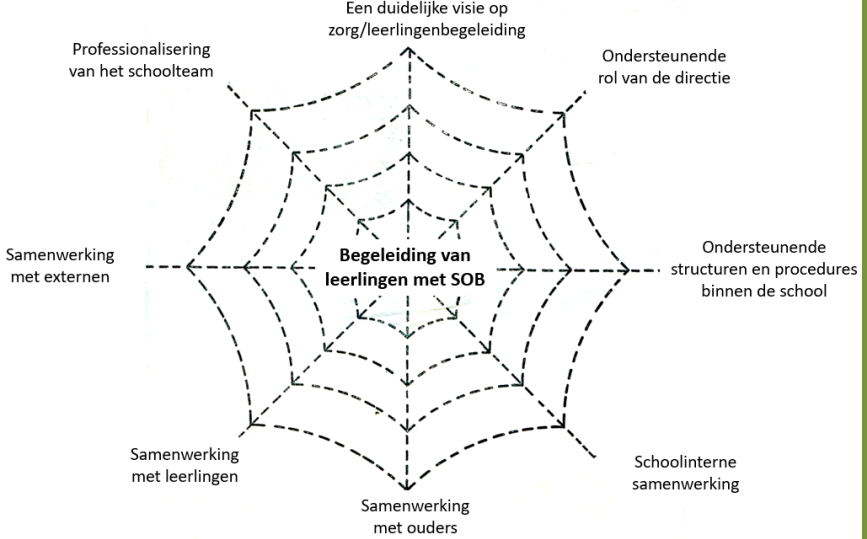 Een duidelijke visie op
zorg/leerlingenbegeleiding
Professionalisering
van het schoolteam
Ondersteunende
rol van de directie
Samenwerking
met externen
Begeleiding van
leerlingen met SOB
Ondersteunende
structuren en procedures
binnen de school
Samenwerking
met leerlingen
Schoolinterne
samenwerking
Samenwerking
met ouders